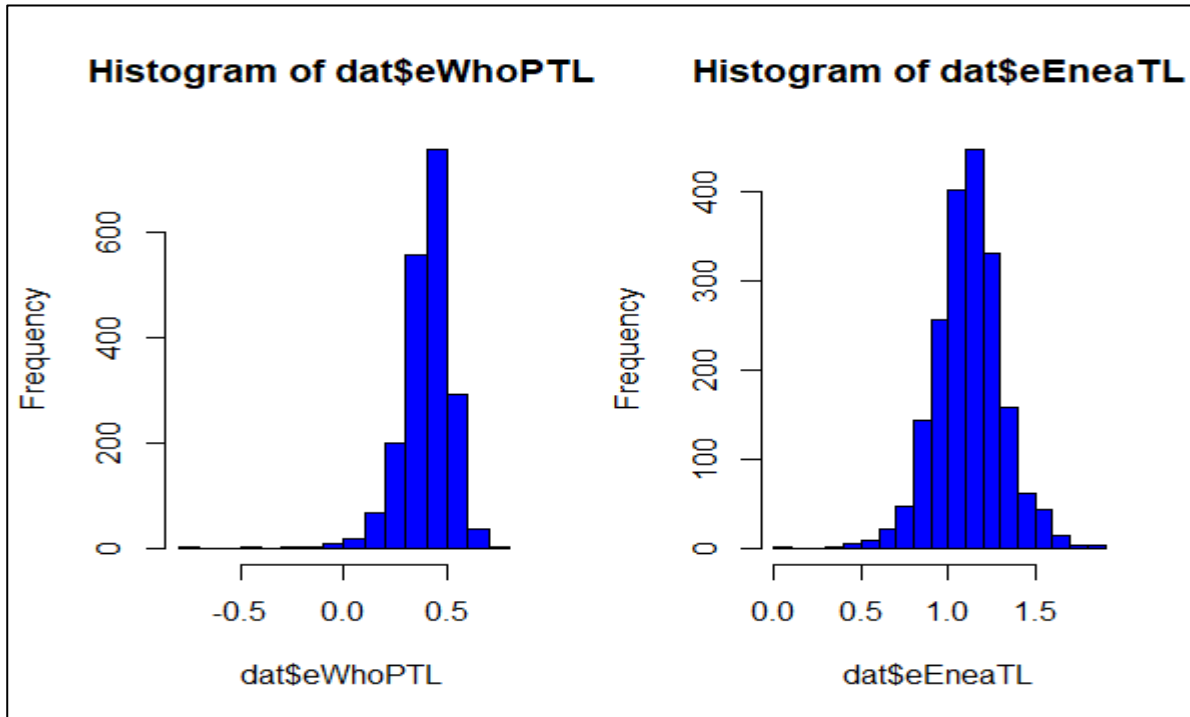 Histogram of dat$eWhoPTL
Frequency
0 200 400 600
-0.5 0.0 0.5
dat$eWhoPTL
Histogram of dat$eEneaTL
Frequency
0 100 200 300 400
0.0 0.5 1.0 1.5
dat$eEneaTL